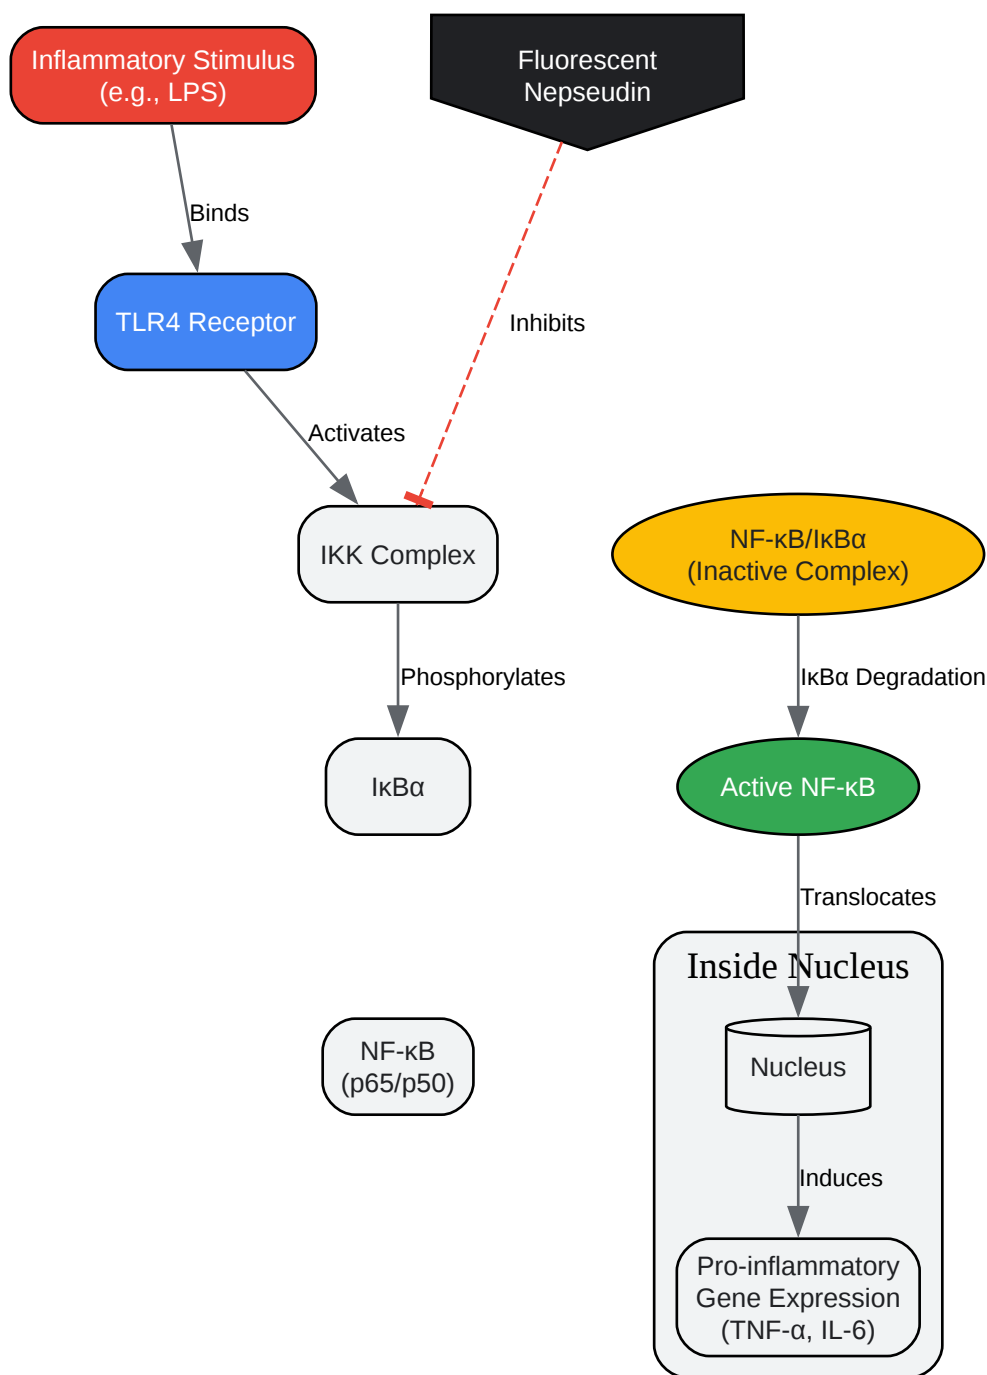 Inflammatory Stimulus
(e.g., LPS)
Fluorescent
Nepseudin
Binds
TLR4 Receptor
Inhibits
Activates
IKK Complex
NF-κB/IκBα
(Inactive Complex)
Phosphorylates
IκBα Degradation
IκBα
Active NF-κB
Translocates
Inside Nucleus
NF-κB
(p65/p50)
Nucleus
Induces
Pro-inflammatory
Gene Expression
(TNF-α, IL-6)